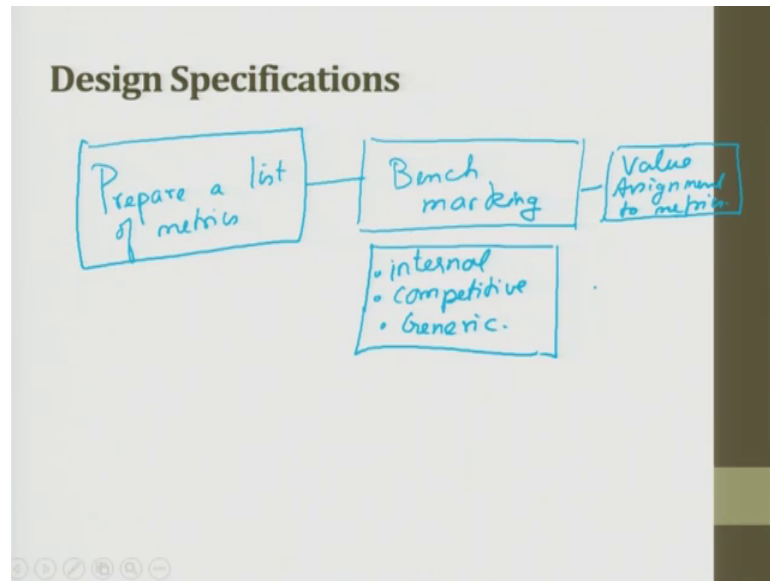 Design Specifications
Prepare a list
of metrics
Bench
marking
Value
Assignment
to metrics.
• internal
• Competitive
• Generic.